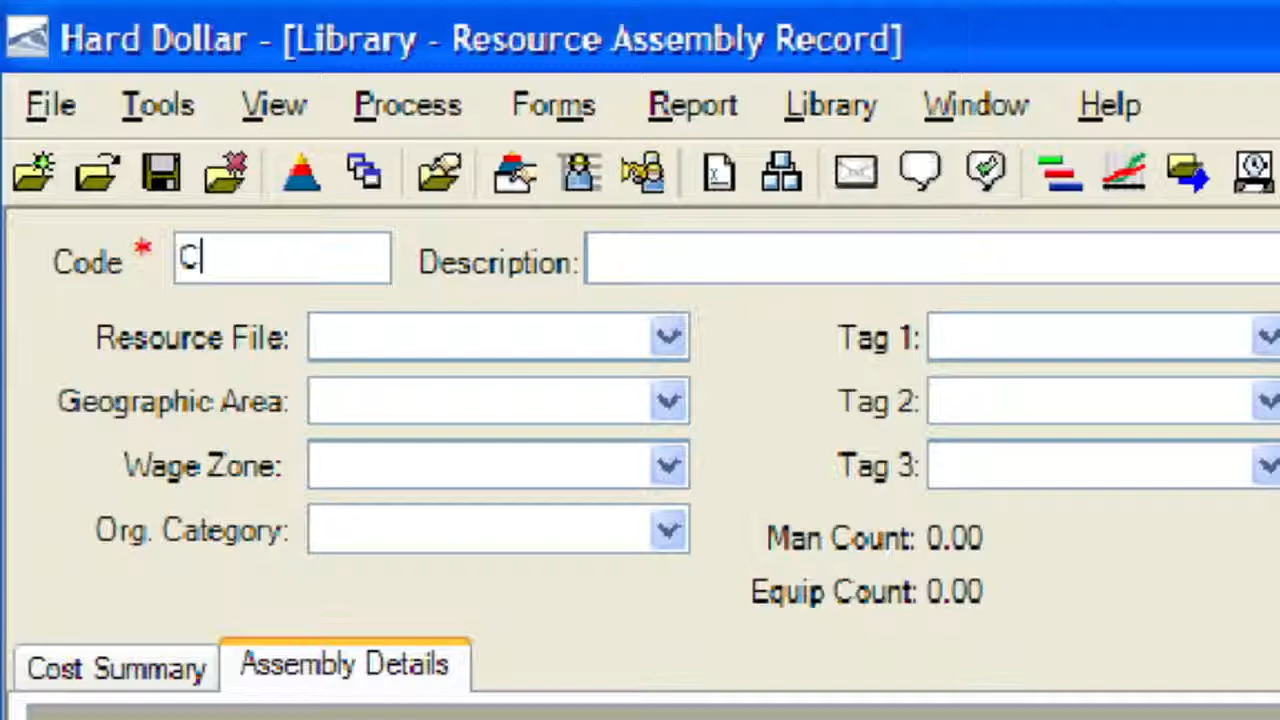 Hard Dollar - [Library - Resource Assembly Record]
File Tools View Process Forms Report Library Window Help
Code * C Description:
Resource File: Tag 1:
Geographic Area: Tag 2:
Wage Zone: Tag 3:
Org. Category:
Man Count: 0.00
Equip Count: 0.00
Cost Summary Assembly Details